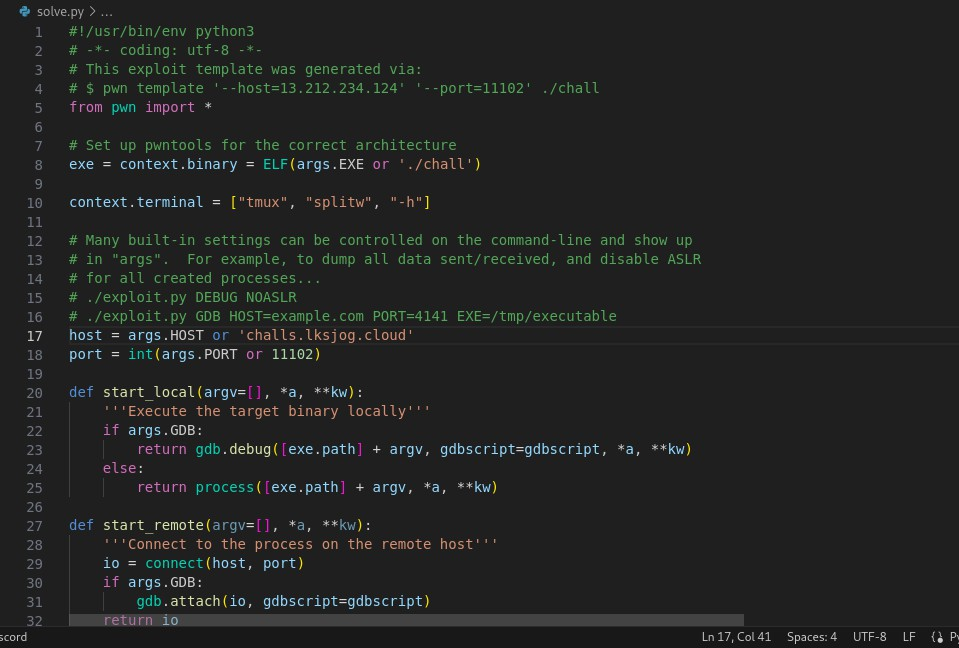 solve.py > ...
1 #!/usr/bin/env python3
2 # -*- coding: utf-8 -*-
3 # This exploit template was generated via:
4 # $ pwn template '--host=13.212.234.124' '--port=11102' ./chall
5 from pwn import *
6
7 # Set up pwntools for the correct architecture
8 exe = context.binary = ELF(args.EXE or './chall')
9
10 context.terminal = ["tmux", "splitw", "-h"]
11
12 # Many built-in settings can be controlled on the command-line and show up
13 # in "args".  For example, to dump all data sent/received, and disable ASLR
14 # for all created processes...
15 # ./exploit.py DEBUG NOASLR
16 # ./exploit.py GDB HOST=example.com PORT=4141 EXE=/tmp/executable
17 host = args.HOST or 'challs.lksjog.cloud'
18 port = int(args.PORT or 11102)
19
20 def start_local(argv=[], *a, **kw):
21     '''Execute the target binary locally'''
22     if args.GDB:
23         return gdb.debug([exe.path] + argv, gdbscript=gdbscript, *a, **kw)
24     else:
25         return process([exe.path] + argv, *a, **kw)
26
27 def start_remote(argv=[], *a, **kw):
28     '''Connect to the process on the remote host'''
29     io = connect(host, port)
30     if args.GDB:
31         gdb.attach(io, gdbscript=gdbscript)
32     return io
scord Ln 17, Col 41 Spaces: 4 UTF-8 LF {} Py